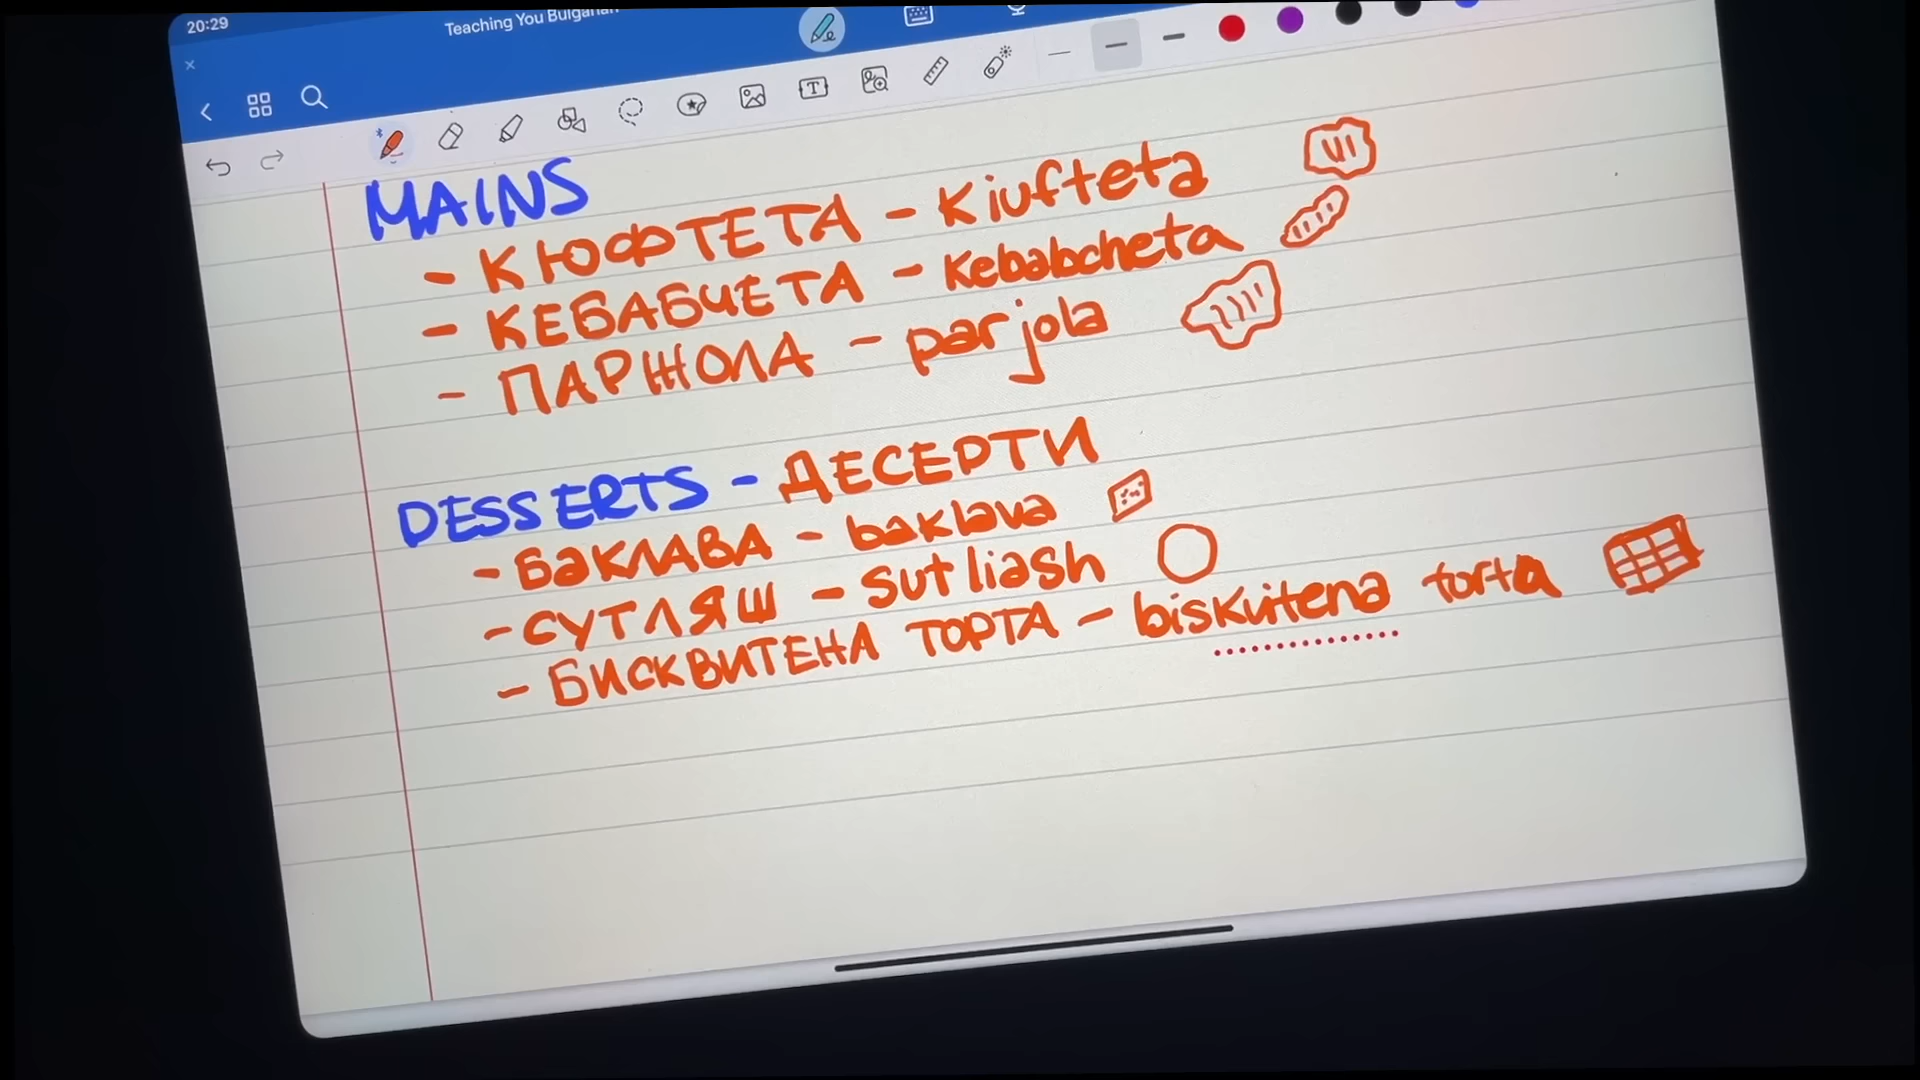 20:29
Teaching You Bulgarian
MAINS
- КЮФТЕТА - Kiufteta
- КЕБАБЧЕТА - Kebabcheta
- ПАРЖОЛА - parjola
DESSERTS - ДЕСЕРТИ
- БАКЛАВА - baklava
- СУТЛЯШ - Sutliash
- БИСКВИТЕНА ТОРТА - biskvitena torta